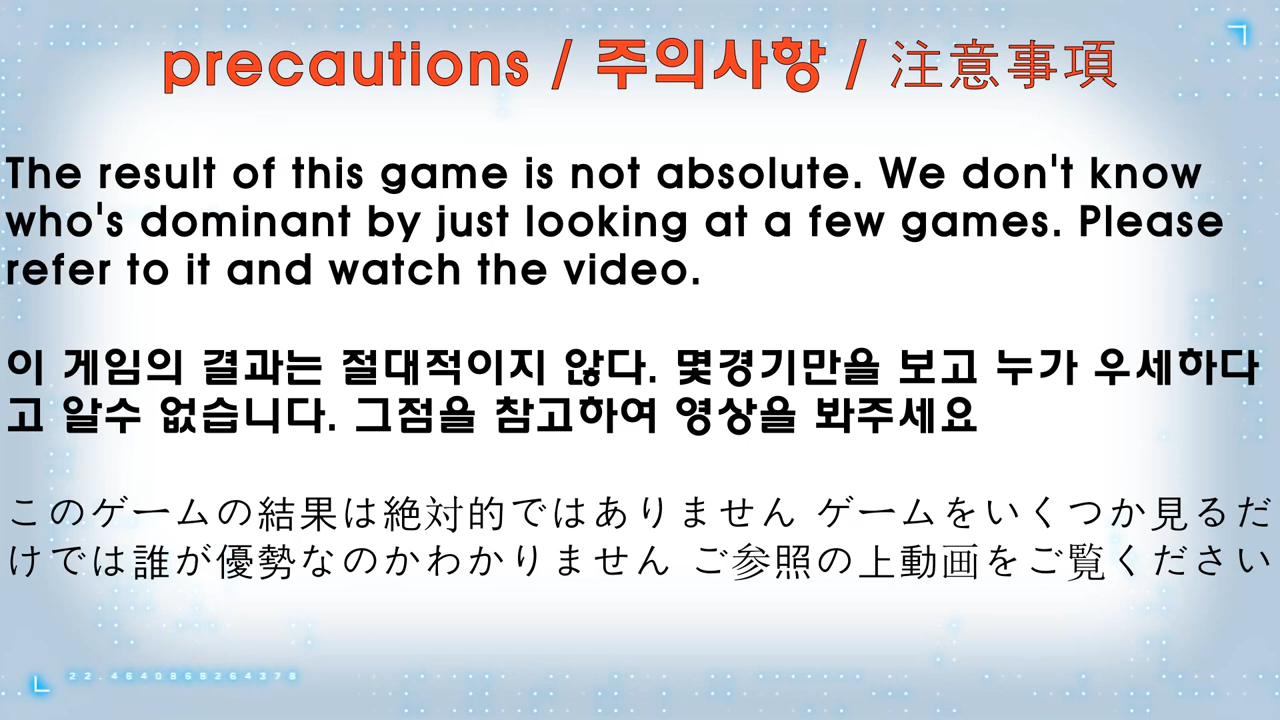 precautions / 주의사항 / 注意事項
The result of this game is not absolute. We don't know
who's dominant by just looking at a few games. Please
refer to it and watch the video.
이 게임의 결과는 절대적이지 않다. 몇경기만을 보고 누가 우세하다
고 알수 없습니다. 그점을 참고하여 영상을 봐주세요
このゲームの結果は絶対的ではありません ゲームをいくつか見るだ
けでは誰が優勢なのかわかりません ご参照の上動画をご覧ください
22.4640868264378